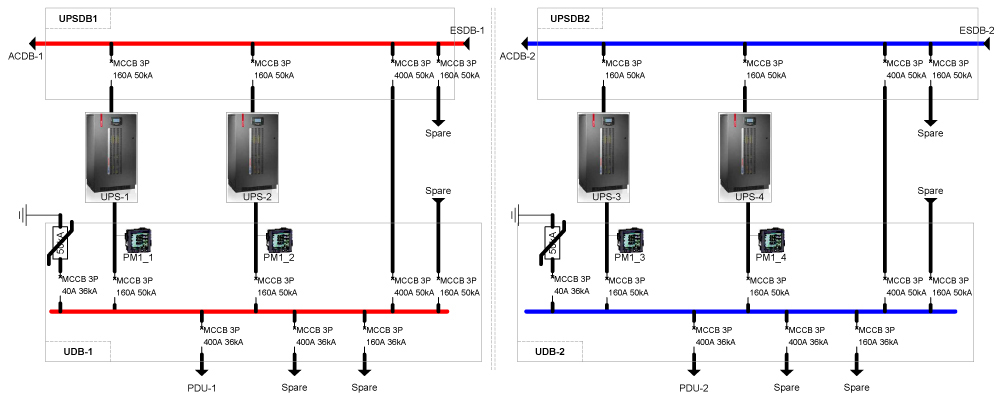 UPSDB1
UPSDB2
ESDB-1
ESDB-2
ACDB-1
ACDB-2
MCCB 3P
160A 50kA
MCCB 3P
160A 50kA
MCCB 3P
400A 50kA
MCCB 3P
160A 50kA
MCCB 3P
160A 50kA
MCCB 3P
160A 50kA
MCCB 3P
400A 50kA
MCCB 3P
160A 50kA
Spare
Spare
UPS-1
UPS-2
Spare
UPS-3
UPS-4
Spare
PM1_1
PM1_2
PM1_3
PM1_4
MCCB 3P
40A 36kA
MCCB 3P
160A 50kA
MCCB 3P
160A 50kA
MCCB 3P
400A 50kA
MCCB 3P
160A 50kA
MCCB 3P
40A 36kA
MCCB 3P
160A 50kA
MCCB 3P
160A 50kA
MCCB 3P
400A 50kA
MCCB 3P
160A 50kA
MCCB 3P
400A 36kA
MCCB 3P
400A 36kA
MCCB 3P
160A 36kA
MCCB 3P
400A 36kA
MCCB 3P
400A 36kA
MCCB 3P
160A 36kA
UDB-1
UDB-2
PDU-1
Spare
Spare
PDU-2
Spare
Spare